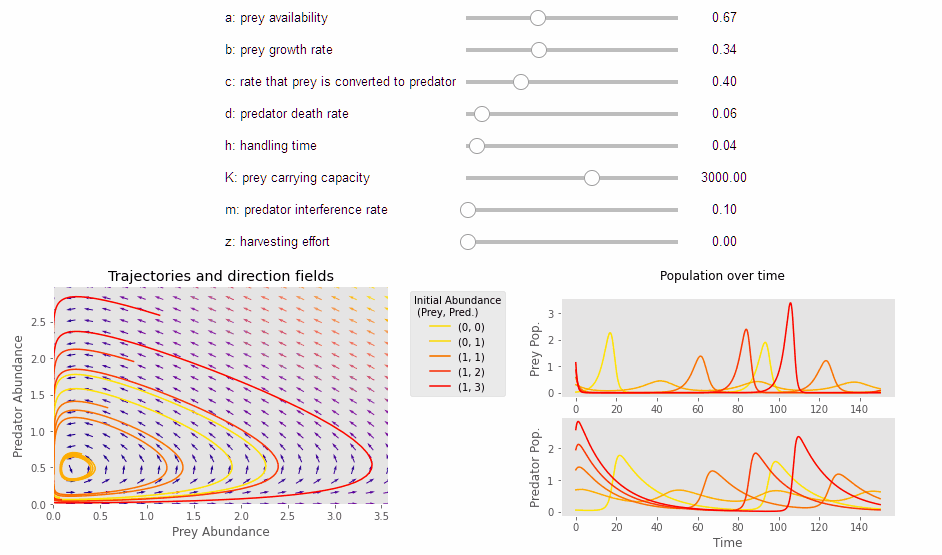 a: prey availability 0.67
b: prey growth rate 0.34
c: rate that prey is converted to predator 0.40
d: predator death rate 0.06
h: handling time 0.04
K: prey carrying capacity 3000.00
m: predator interference rate 0.10
z: harvesting effort 0.00
Trajectories and direction fields
Predator Abundance
2.5
2.0
1.5
1.0
0.5
0.0
0.0 0.5 1.0 1.5 2.0 2.5 3.0 3.5
Prey Abundance
Initial Abundance
(Prey, Pred.)
(0, 0)
(0, 1)
(1, 1)
(1, 2)
(1, 3)
Population over time
Prey Pop.
3
2
1
0
0 20 40 60 80 100 120 140
Predator Pop.
2
1
0
0 20 40 60 80 100 120 140
Time